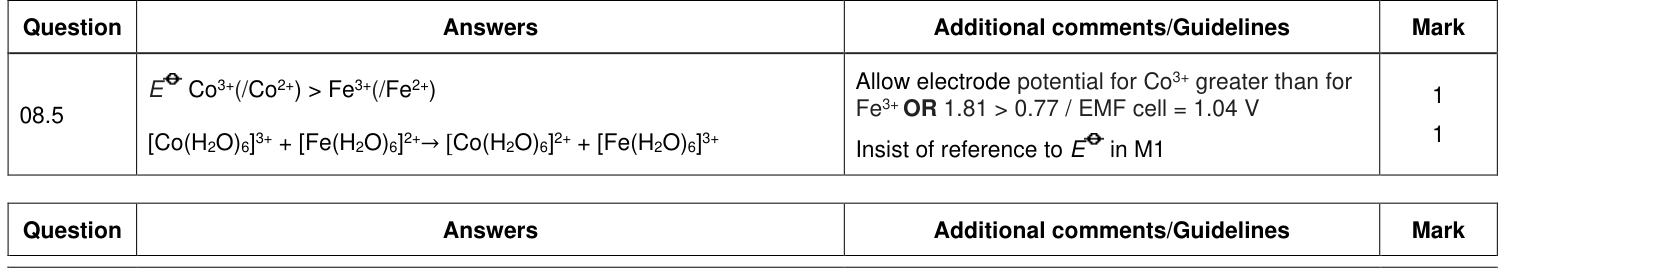 Question Answers Additional comments/Guidelines Mark
08.5
E⦵ Co³⁺(/Co²⁺) > Fe³⁺(/Fe²⁺)
[Co(H₂O)₆]³⁺ + [Fe(H₂O)₆]²⁺→ [Co(H₂O)₆]²⁺ + [Fe(H₂O)₆]³⁺
Allow electrode potential for Co³⁺ greater than for
Fe³⁺ OR 1.81 > 0.77 / EMF cell = 1.04 V
Insist of reference to E⦵ in M1
1
1
Question Answers Additional comments/Guidelines Mark